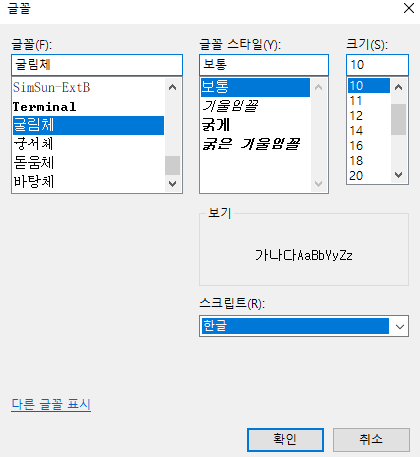 글꼴
글꼴(F):
굴림체
SimSun-ExtB
Terminal
굴림체
궁서체
돋움체
바탕체
글꼴 스타일(Y):
보통
보통
기울임꼴
굵게
굵은 기울임꼴
크기(S):
10
10
11
12
14
16
18
20
보기
가나다AaBbYyZz
스크립트(R):
한글
다른 글꼴 표시
확인
취소